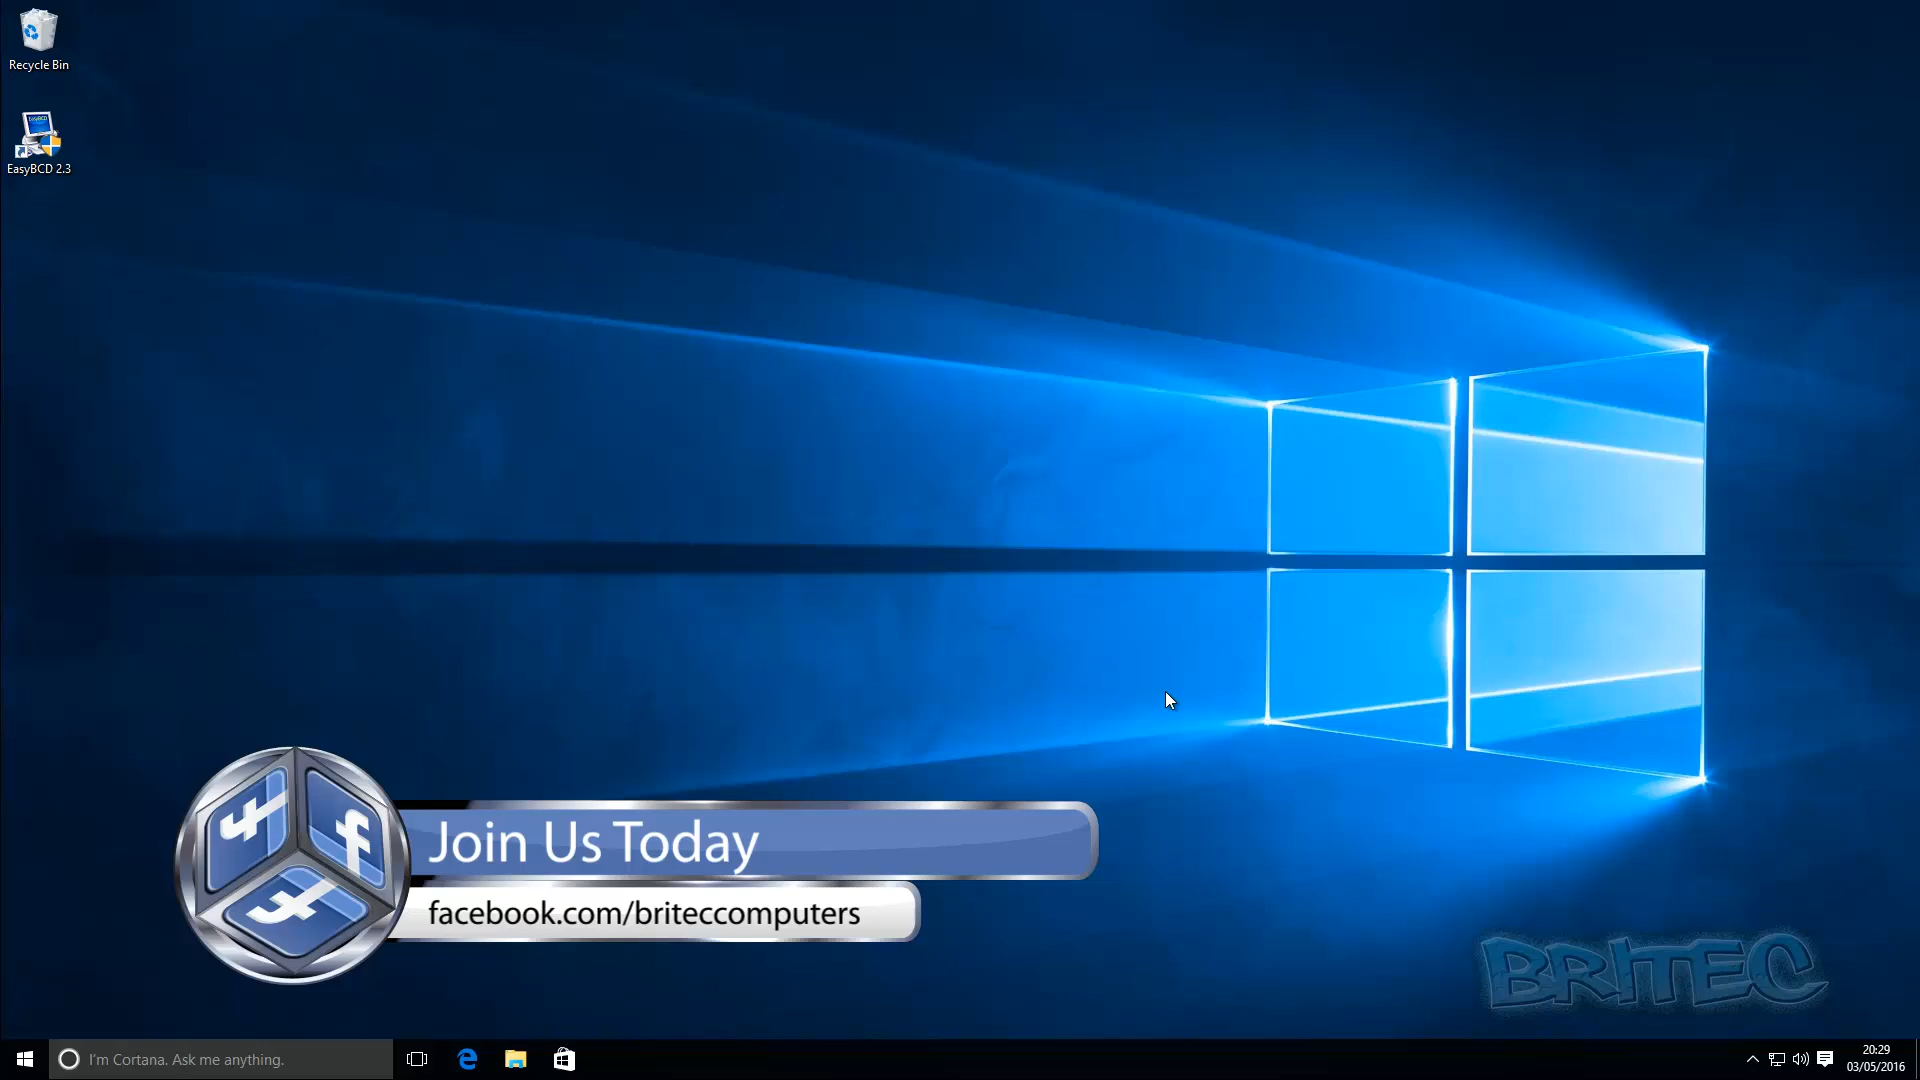 Recycle Bin
EasyBCD 2.3
Join Us Today
facebook.com/briteccomputers
BRITEC
I'm Cortana. Ask me anything.
20:29
03/05/2016